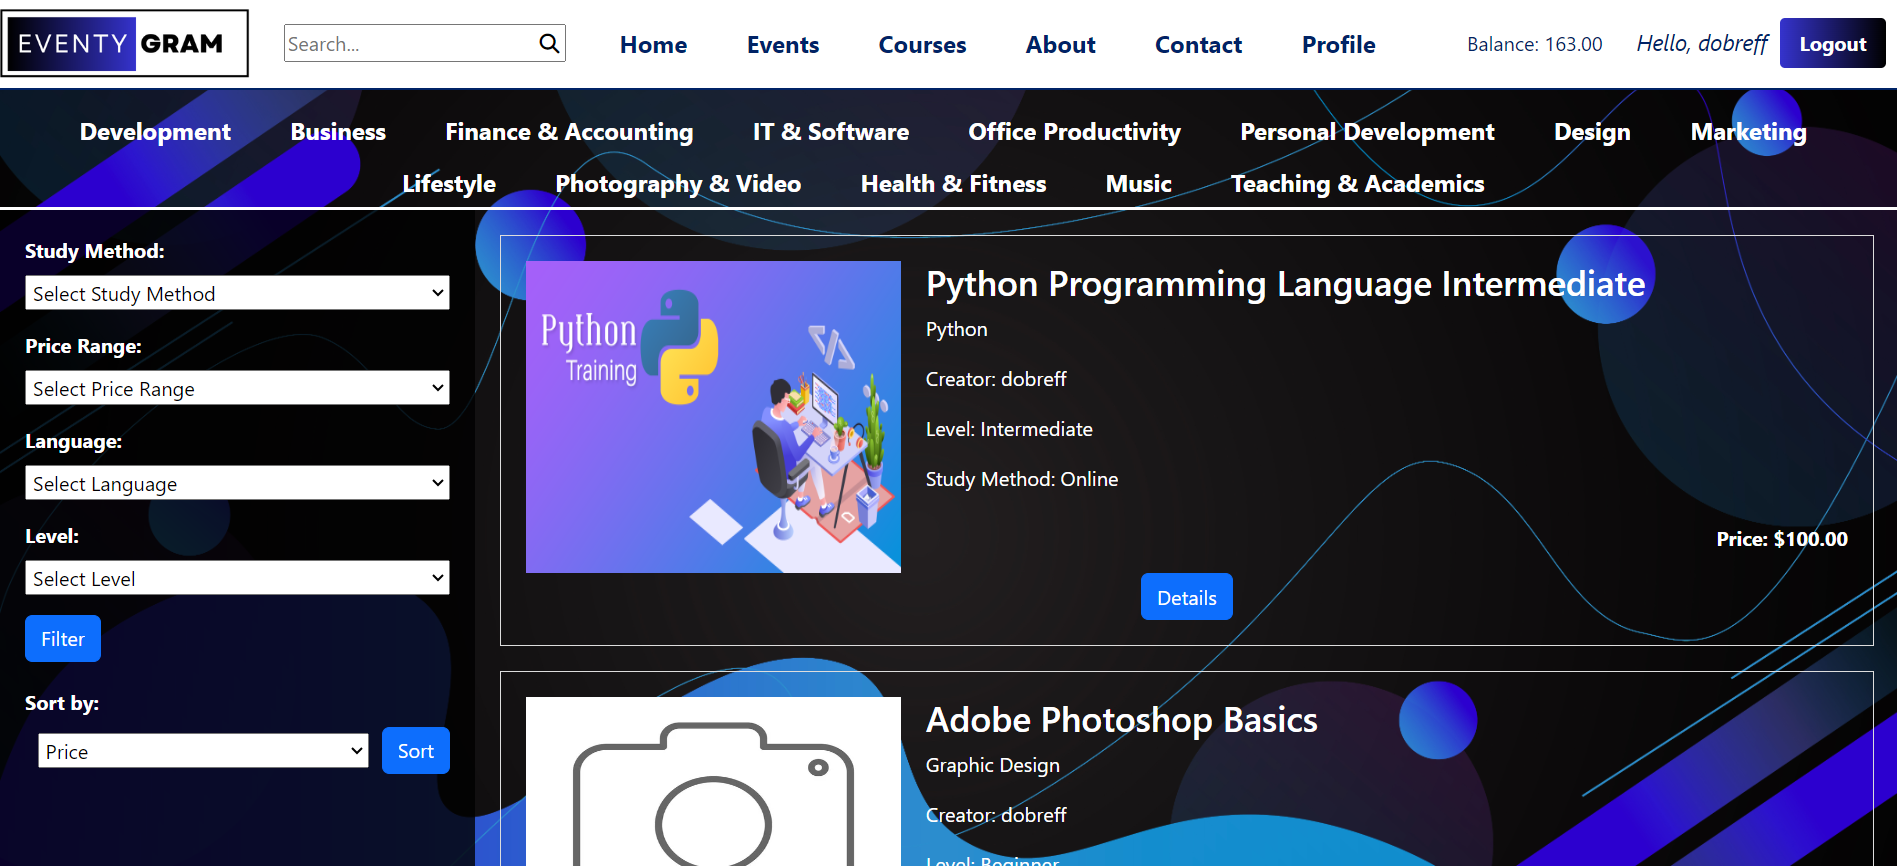 EVENTY GRAM
Search...
Home Events Courses About Contact Profile
Balance: 163.00 Hello, dobreff Logout
Development Business Finance & Accounting IT & Software Office Productivity Personal Development Design Marketing
Lifestyle Photography & Video Health & Fitness Music Teaching & Academics
Study Method:
Select Study Method
Price Range:
Select Price Range
Language:
Select Language
Level:
Select Level
Filter
Sort by:
Price Sort
Python
Training
Python Programming Language Intermediate
Python
Creator: dobreff
Level: Intermediate
Study Method: Online
Price: $100.00
Details
Adobe Photoshop Basics
Graphic Design
Creator: dobreff
Level: Beginner